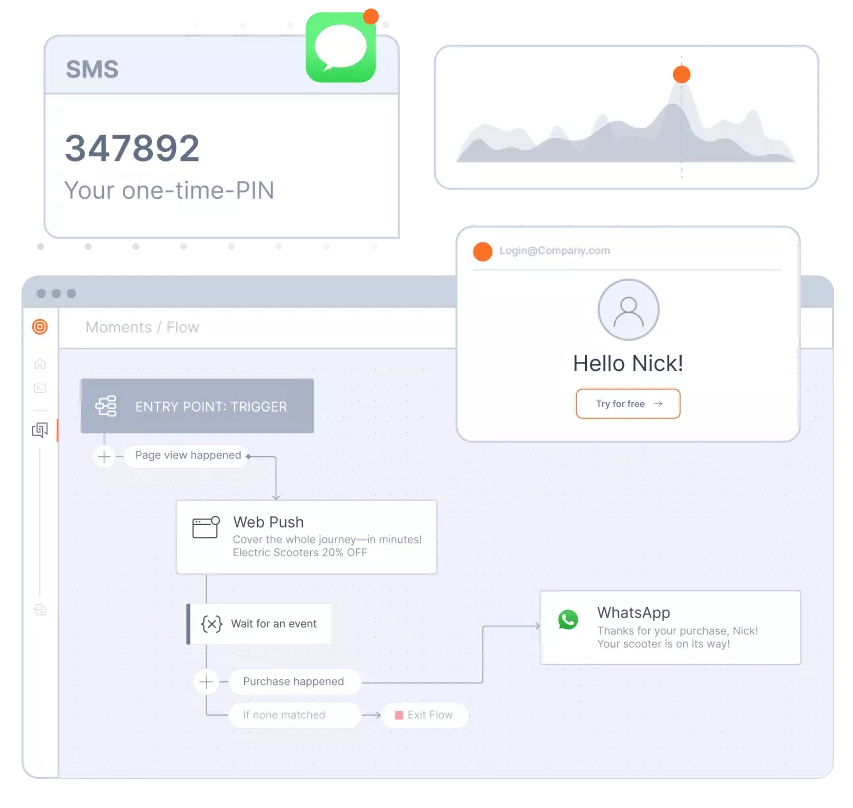 SMS
347892
Your one-time-PIN
Login@Company.com
Hello Nick!
Try for free
Moments / Flow
ENTRY POINT: TRIGGER
Page view happened
Web Push
Cover the whole journey—in minutes!
Electric Scooters 20% OFF
Wait for an event
WhatsApp
Thanks for your purchase, Nick!
Your scooter is on its way!
Purchase happened
If none matched
Exit Flow